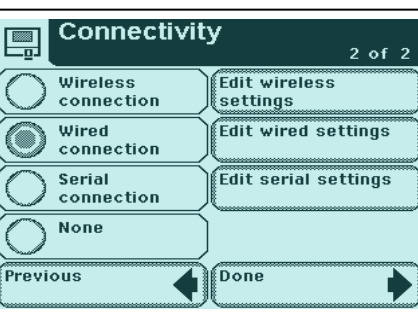 Connectivity
2 of 2
Wireless
connection
Edit wireless
settings
Wired
connection
Edit wired settings
Serial
connection
Edit serial settings
None
Previous
Done